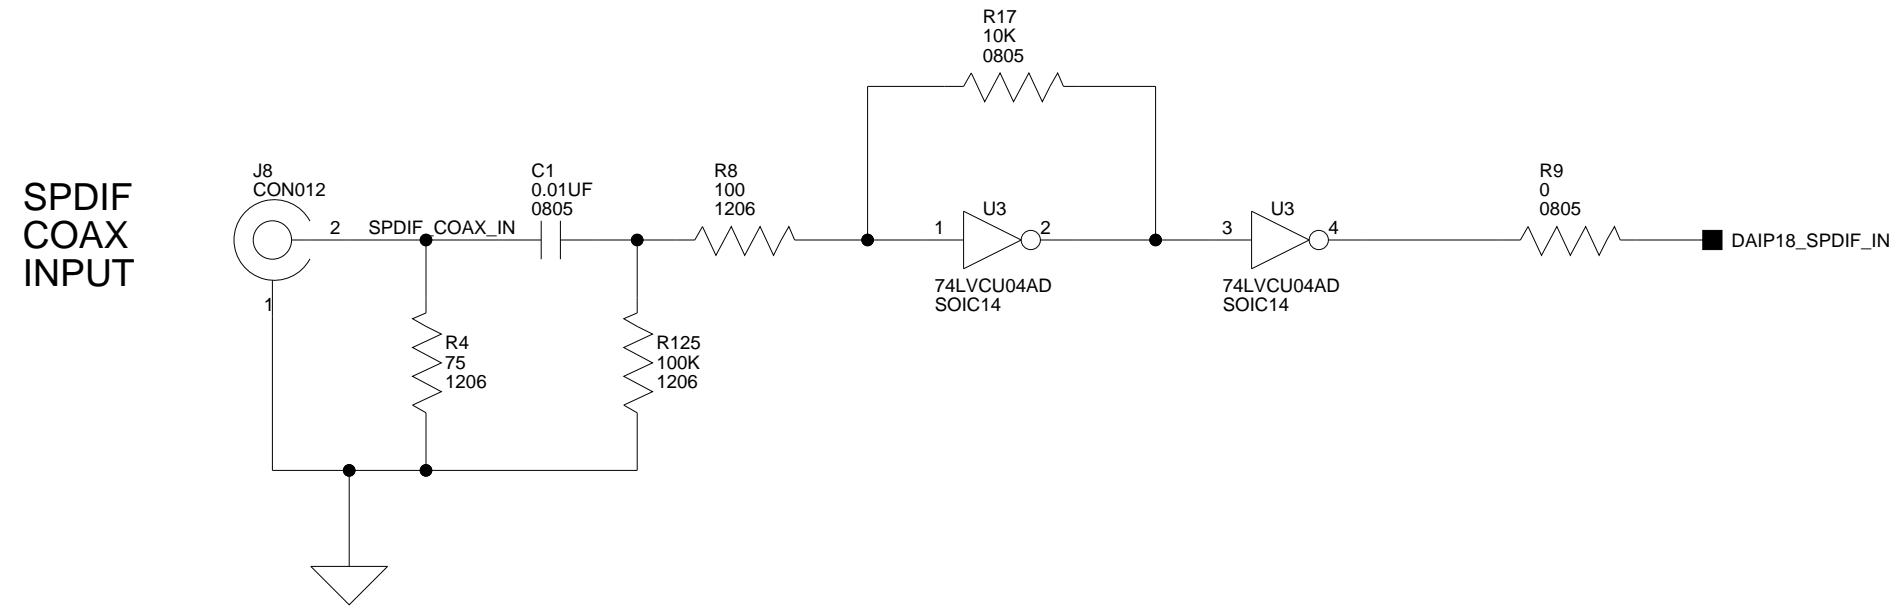 R17
10K
0805
SPDIF
COAX
INPUT
J8
CON012
2
1
SPDIF_COAX_IN
C1
0.01UF
0805
R8
100
1206
R4
75
1206
R125
100K
1206
1
U3
2
74LVCU04AD
SOIC14
3
U3
4
74LVCU04AD
SOIC14
R9
0
0805
DAIP18_SPDIF_IN